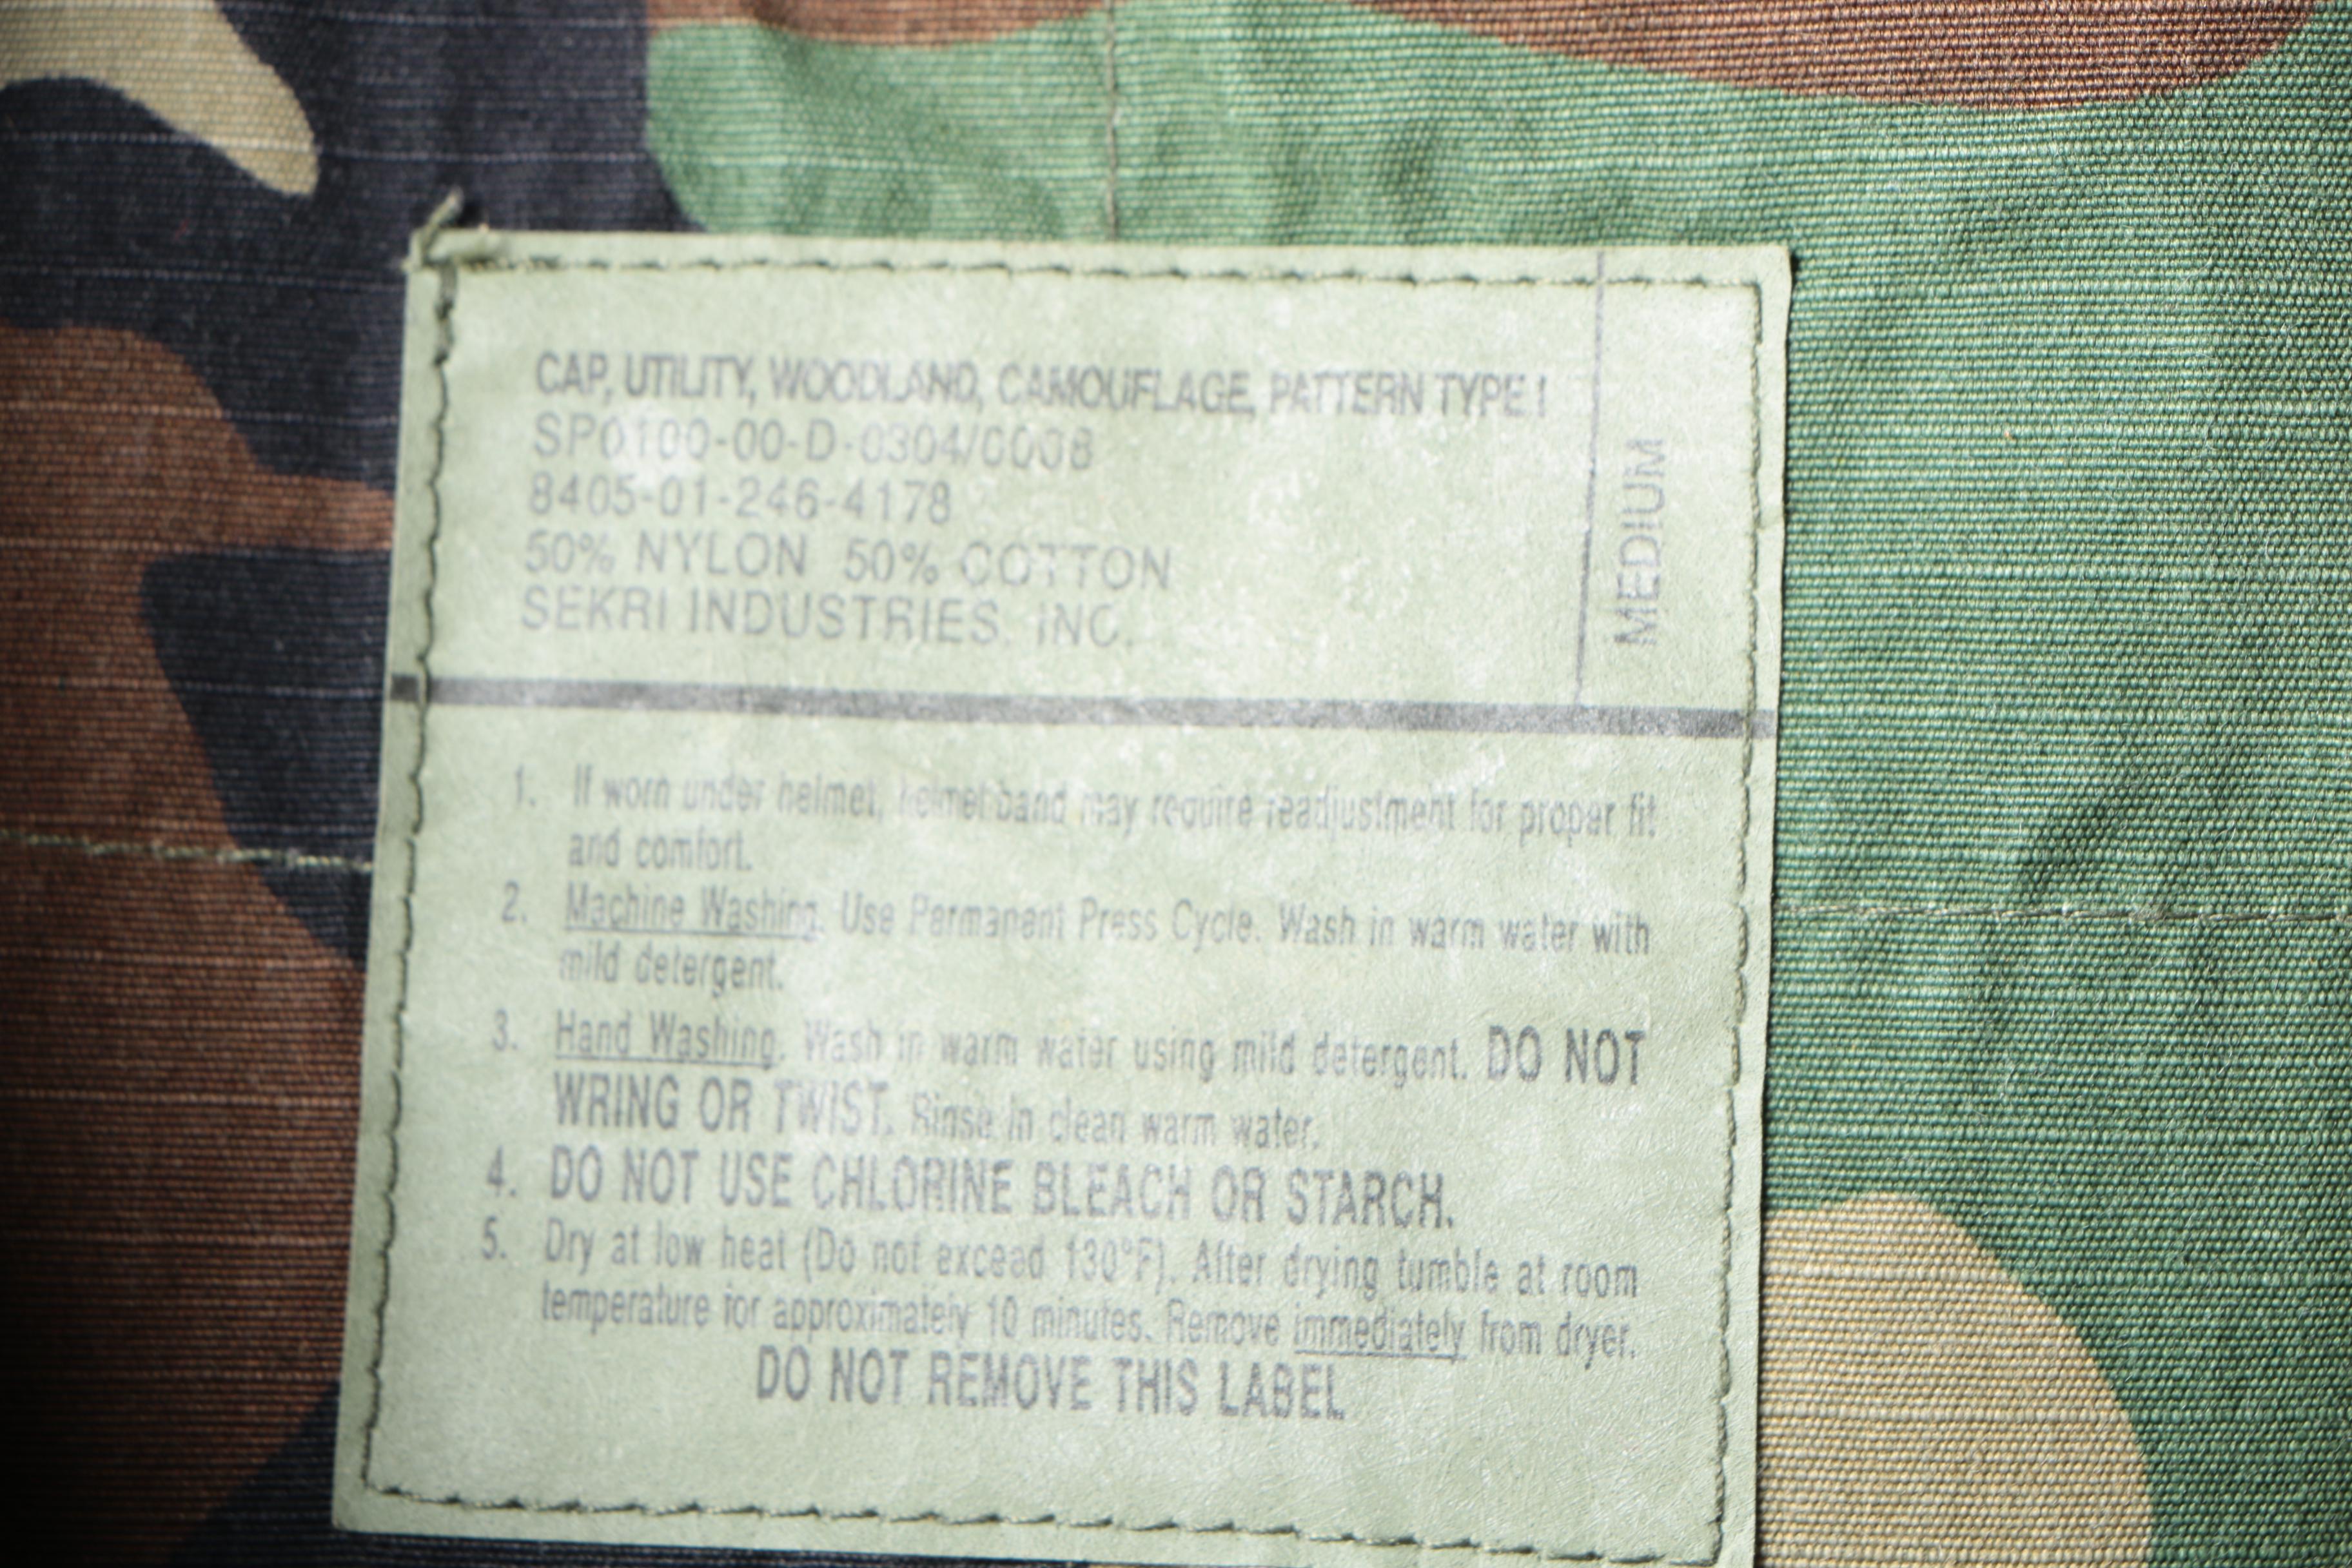 CAP, UTILITY, WOODLAND, CAMOUFLAGE, PATTERN TYPE I
SP0100-00-D-0304/0008
8405-01-246-4178
50% NYLON 50% COTTON
SEKRI INDUSTRIES. INC.
MEDIUM
1. If worn under helmet, helmet band may require readjustment for proper fit
and comfort.
2. Machine Washing. Use Permanent Press Cycle. Wash in warm water with
mild detergent.
3. Hand Washing. Wash in warm water using mild detergent. DO NOT
WRING OR TWIST. Rinse in clean warm water.
4. DO NOT USE CHLORINE BLEACH OR STARCH.
5. Dry at low heat (Do not exceed 130°F). After drying tumble at room
temperature for approximately 10 minutes. Remove immediately from dryer.
DO NOT REMOVE THIS LABEL